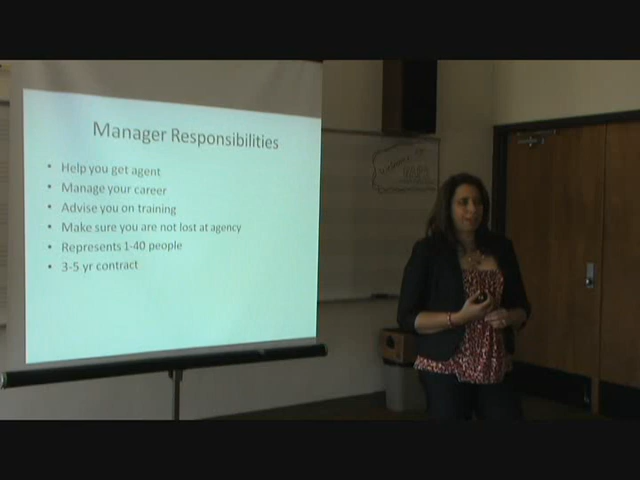 Manager Responsibilities
• Help you get agent
• Manage your career
• Advise you on training
• Make sure you are not lost at agency
• Represents 1-40 people
• 3-5 yr contract